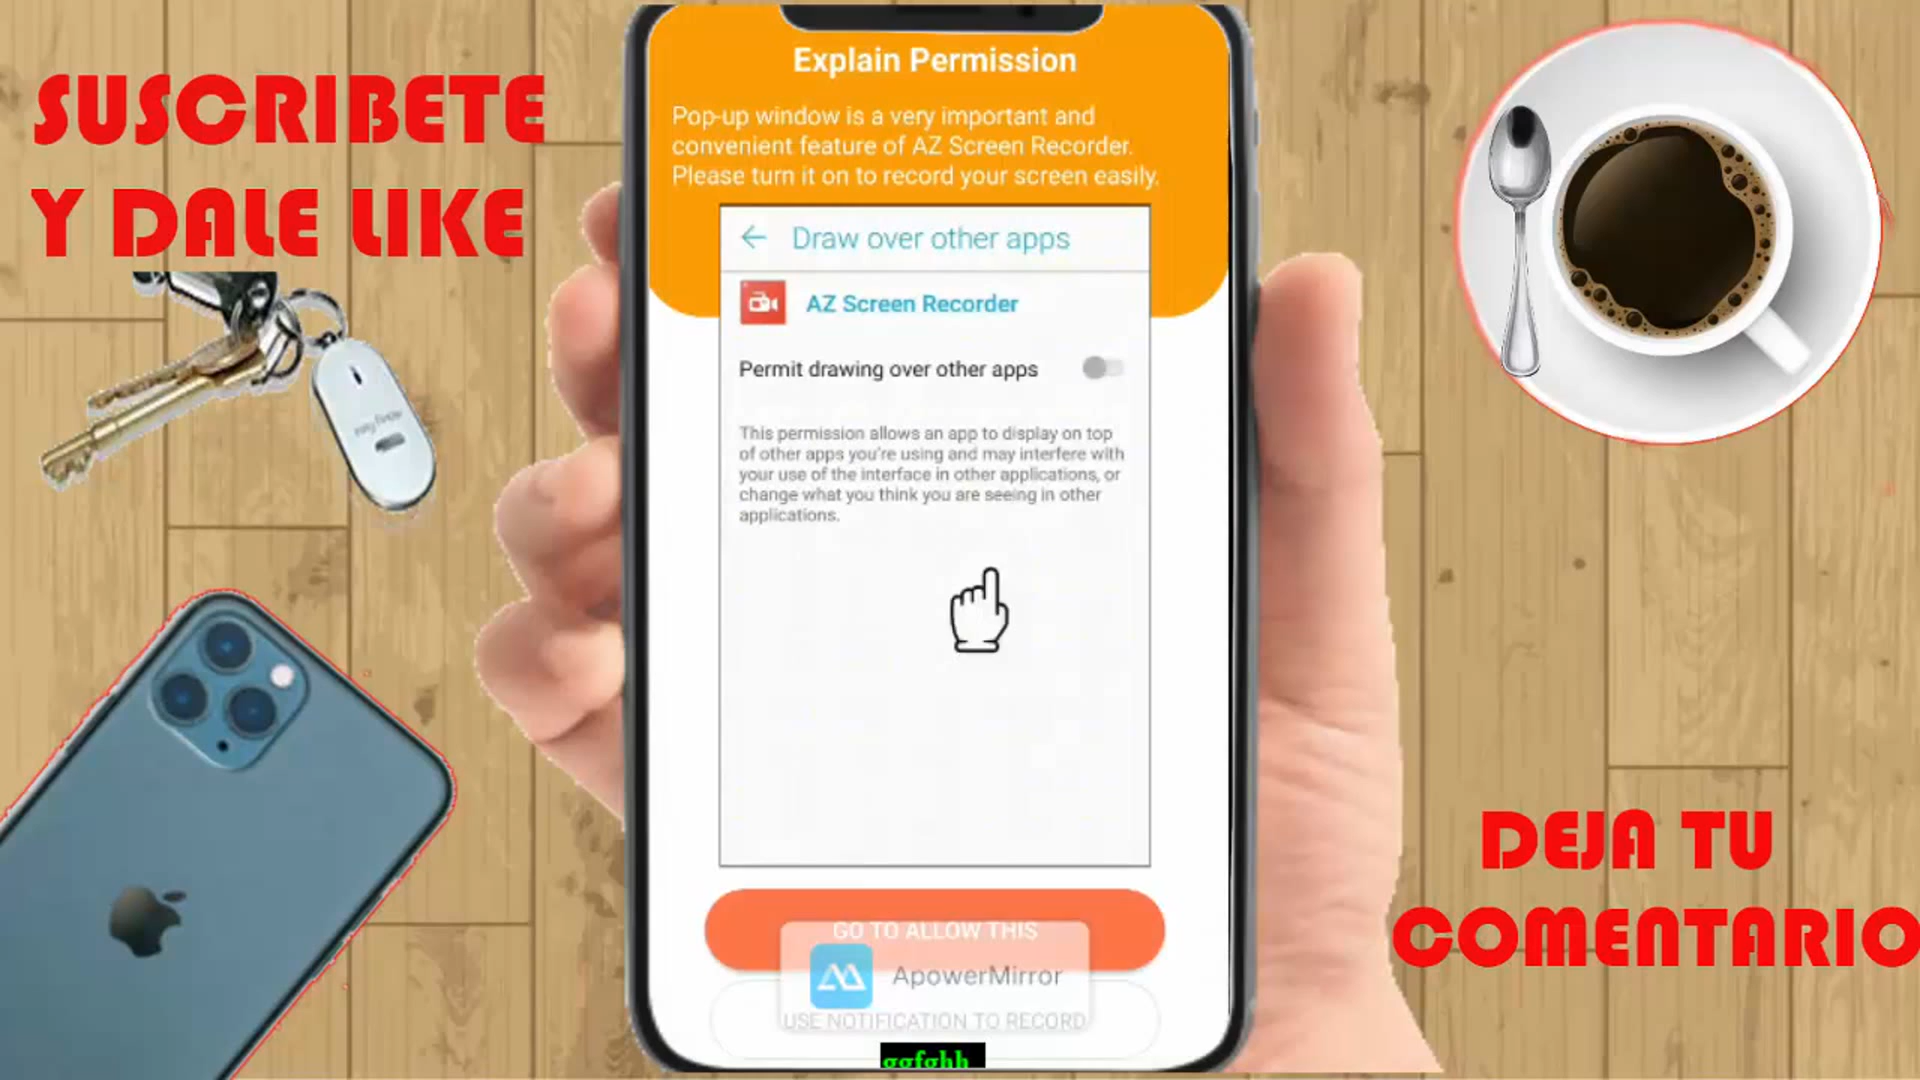 SUSCRIBETE
Y DALE LIKE
Explain Permission
Pop-up window is a very important and
convenient feature of AZ Screen Recorder.
Please turn it on to record your screen easily.
Draw over other apps
AZ Screen Recorder
Permit drawing over other apps
This permission allows an app to display on top
of other apps you're using and may interfere with
your use of the interface in other applications, or
change what you think you are seeing in other
applications.
GO TO ALLOW THIS
ApowerMirror
USE NOTIFICATION TO RECORD
ggfghh
DEJA TU
COMENTARIO